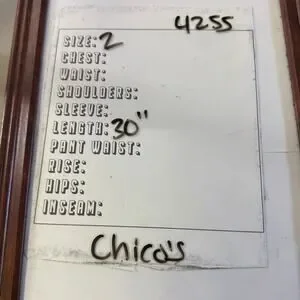 4255
SIZE: 2
CHEST:
WAIST:
SHOULDERS:
SLEEVE:
LENGTH: 30"
PANT WAIST:
RISE:
HIPS:
INSEAM:
Chico's